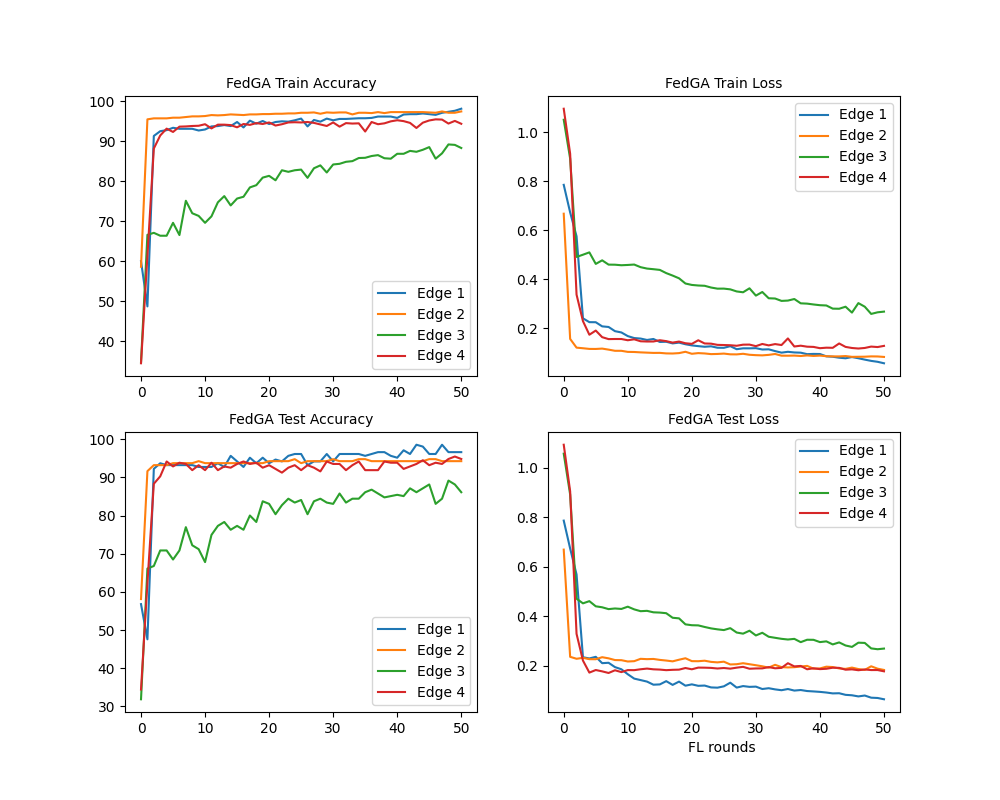 FedGA Train Accuracy
100
90
80
70
60
50
40
0 10 20 30 40 50
Edge 1
Edge 2
Edge 3
Edge 4
FedGA Train Loss
1.0
0.8
0.6
0.4
0.2
0 10 20 30 40 50
Edge 1
Edge 2
Edge 3
Edge 4
FedGA Test Accuracy
100
90
80
70
60
50
40
30
0 10 20 30 40 50
Edge 1
Edge 2
Edge 3
Edge 4
FedGA Test Loss
1.0
0.8
0.6
0.4
0.2
0 10 20 30 40 50
Edge 1
Edge 2
Edge 3
Edge 4
FL rounds